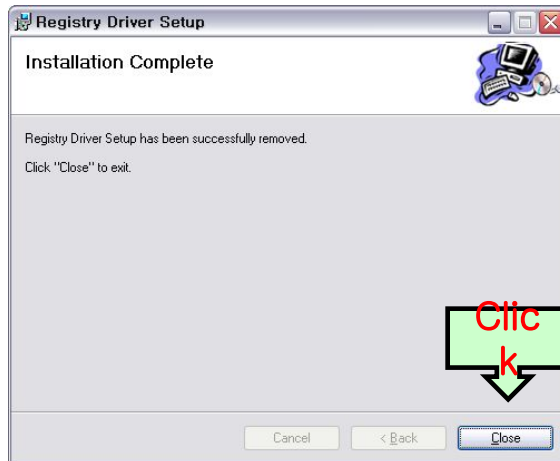 Registry Driver Setup
Installation Complete
Registry Driver Setup has been successfully removed.
Click "Close" to exit.
Clic
k
Cancel
< Back
Close